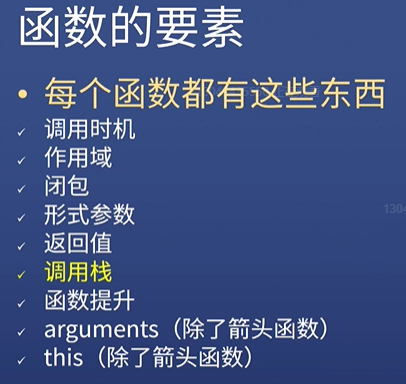 函数的要素
• 每个函数都有这些东西
✓ 调用时机
✓ 作用域
✓ 闭包
✓ 形式参数
✓ 返回值
✓ 调用栈
✓ 函数提升
✓ arguments（除了箭头函数）
✓ this（除了箭头函数）